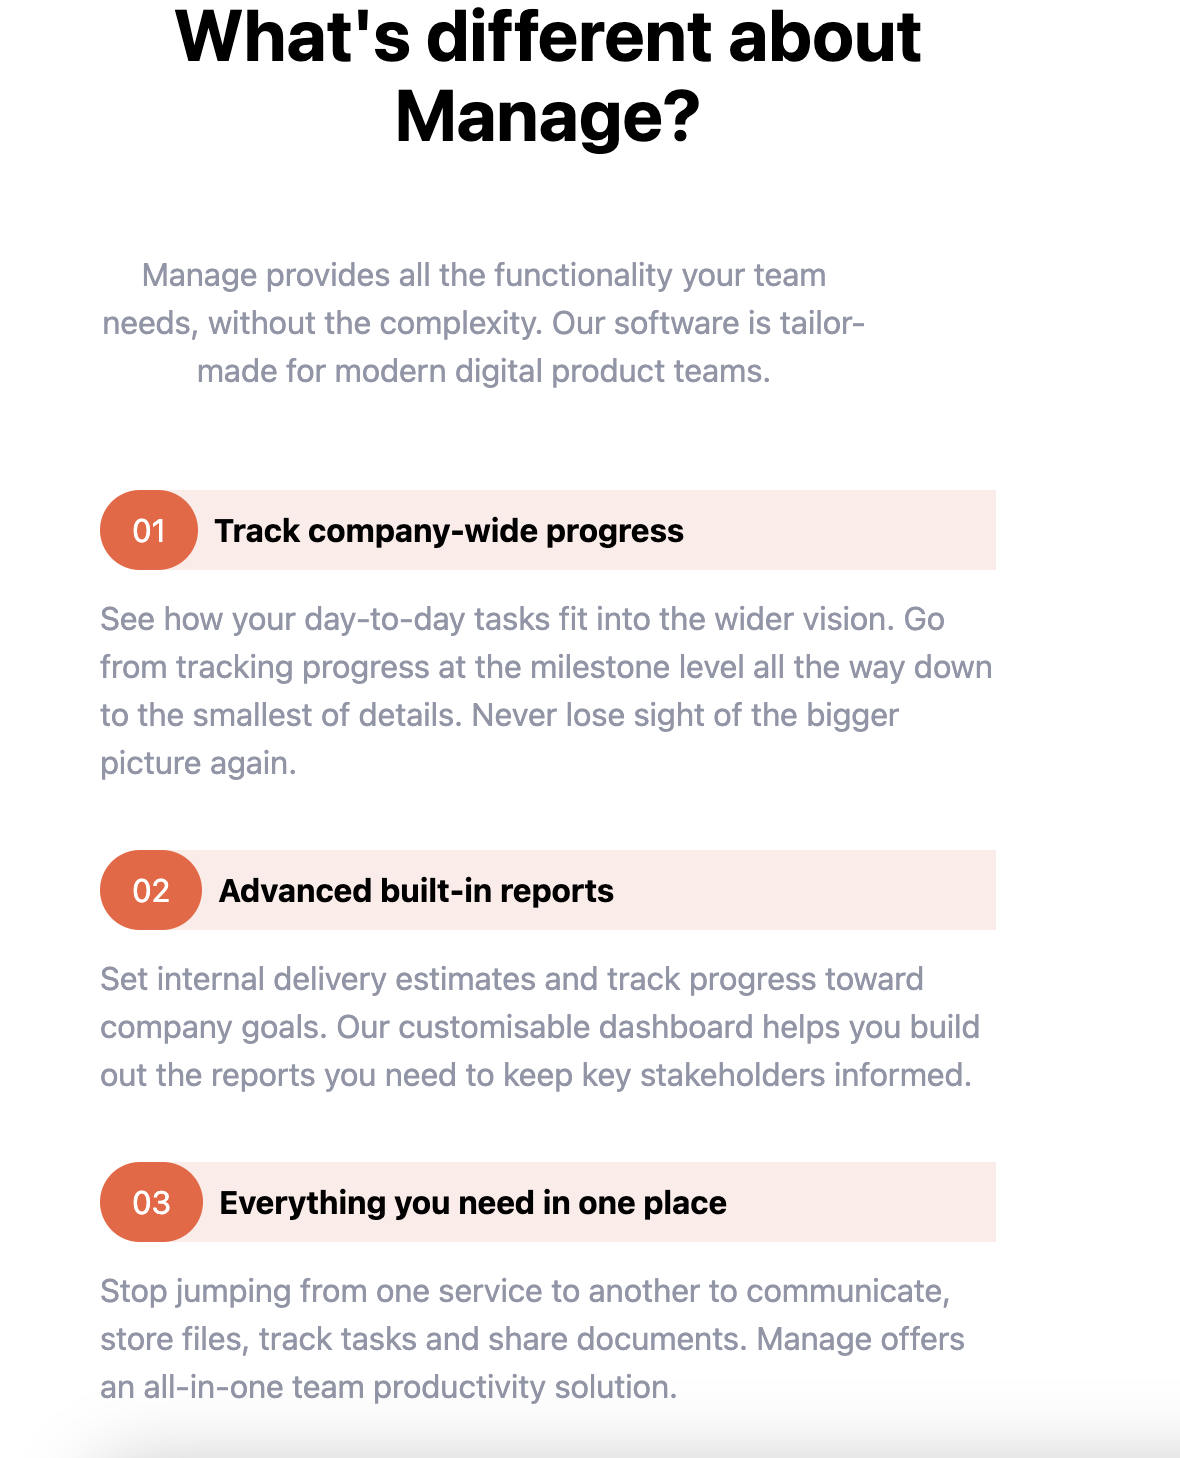 What's different about
Manage?
Manage provides all the functionality your team
needs, without the complexity. Our software is tailor-
made for modern digital product teams.
01 Track company-wide progress
See how your day-to-day tasks fit into the wider vision. Go
from tracking progress at the milestone level all the way down
to the smallest of details. Never lose sight of the bigger
picture again.
02 Advanced built-in reports
Set internal delivery estimates and track progress toward
company goals. Our customisable dashboard helps you build
out the reports you need to keep key stakeholders informed.
03 Everything you need in one place
Stop jumping from one service to another to communicate,
store files, track tasks and share documents. Manage offers
an all-in-one team productivity solution.